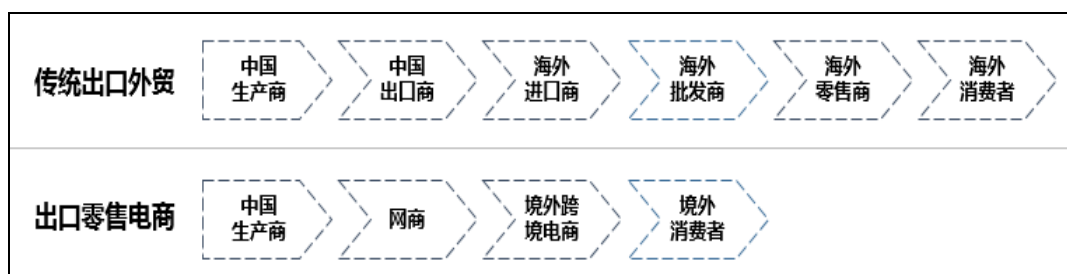 传统出口外贸
中国
生产商
中国
出口商
海外
进口商
海外
批发商
海外
零售商
海外
消费者
出口零售电商
中国
生产商
网商
境外跨
境电商
境外
消费者